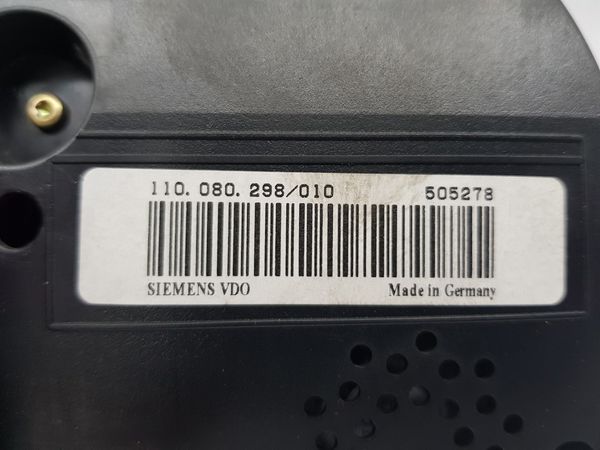 110.080.298/010 505278
SIEMENS VDO Made in Germany